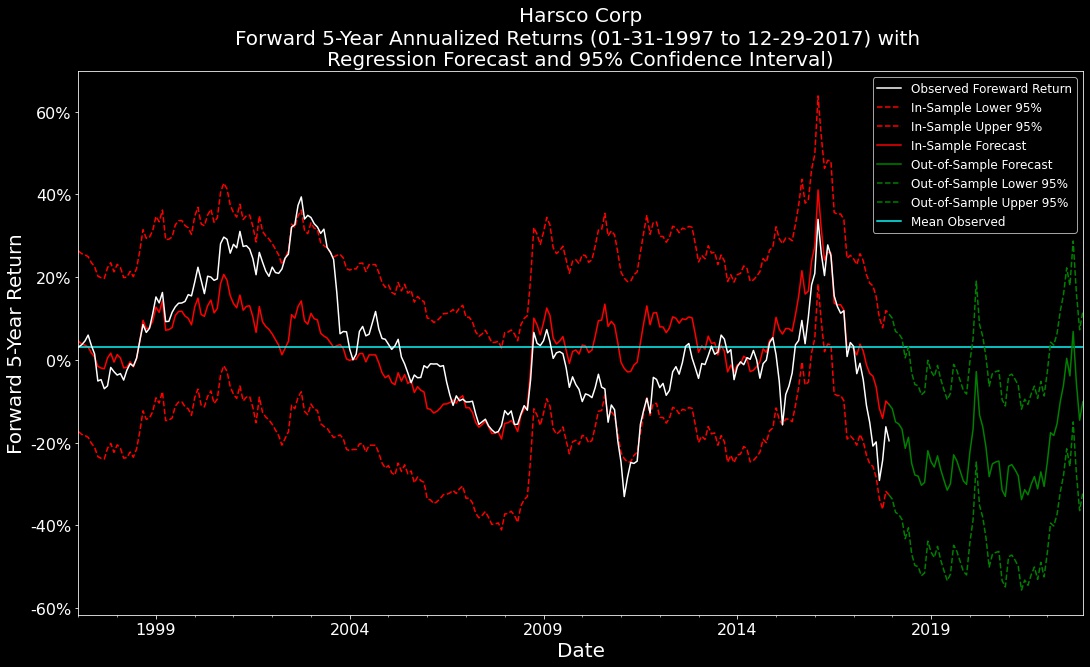 Harsco Corp
Forward 5-Year Annualized Returns (01-31-1997 to 12-29-2017) with
Regression Forecast and 95% Confidence Interval)
Observed Foreward Return
In-Sample Lower 95%
In-Sample Upper 95%
In-Sample Forecast
Out-of-Sample Forecast
Out-of-Sample Lower 95%
Out-of-Sample Upper 95%
Mean Observed
Forward 5-Year Return
60%
40%
20%
0%
-20%
-40%
-60%
1999
2004
2009
2014
2019
Date